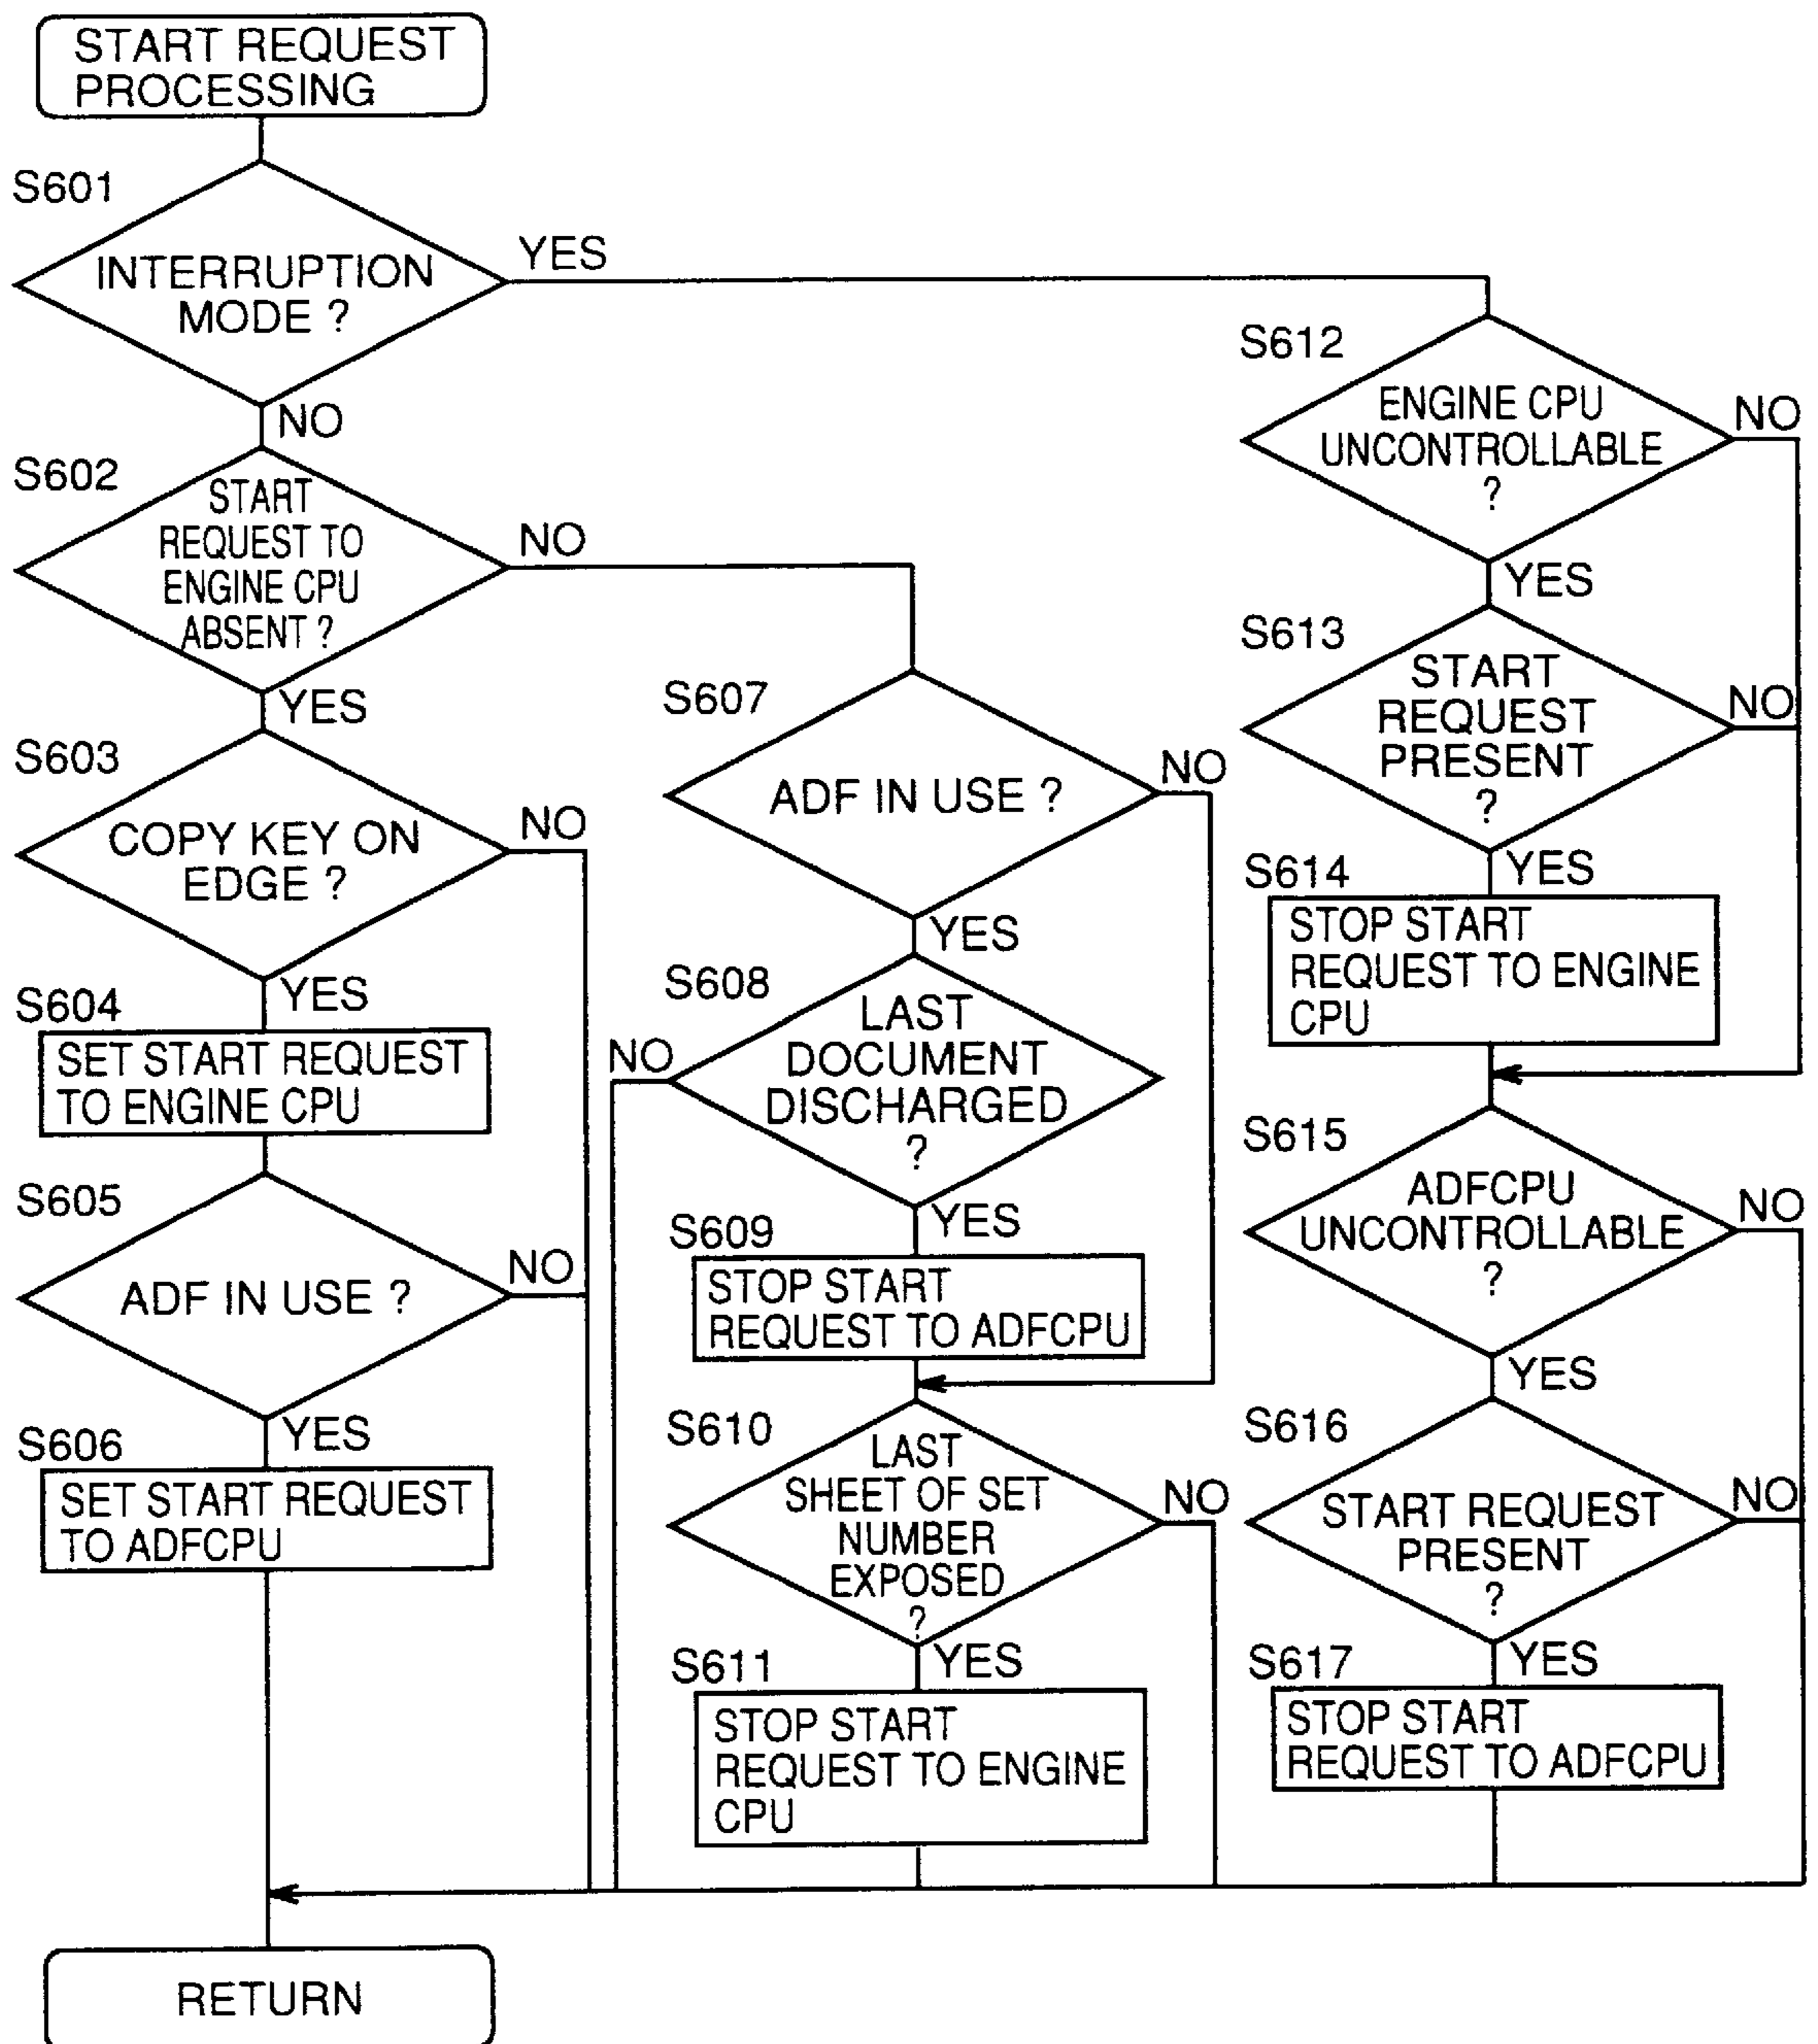 START REQUEST
PROCESSING
S601
INTERRUPTION
MODE ?
YES
NO
S602
START
REQUEST TO
ENGINE CPU
ABSENT ?
NO
YES
S603
COPY KEY ON
EDGE ?
NO
YES
S604
SET START REQUEST
TO ENGINE CPU
S605
ADF IN USE ?
NO
YES
S606
SET START REQUEST
TO ADFCPU
S607
ADF IN USE ?
NO
YES
S608
LAST
DOCUMENT
DISCHARGED
?
NO
YES
S609
STOP START
REQUEST TO ADFCPU
S610
LAST
SHEET OF SET
NUMBER
EXPOSED
?
NO
YES
S611
STOP START
REQUEST TO ENGINE
CPU
S612
ENGINE CPU
UNCONTROLLABLE
?
NO
YES
S613
START
REQUEST
PRESENT
?
NO
YES
S614
STOP START
REQUEST TO ENGINE
CPU
S615
ADFCPU
UNCONTROLLABLE
?
NO
YES
S616
START REQUEST
PRESENT
?
NO
YES
S617
STOP START
REQUEST TO ADFCPU
RETURN